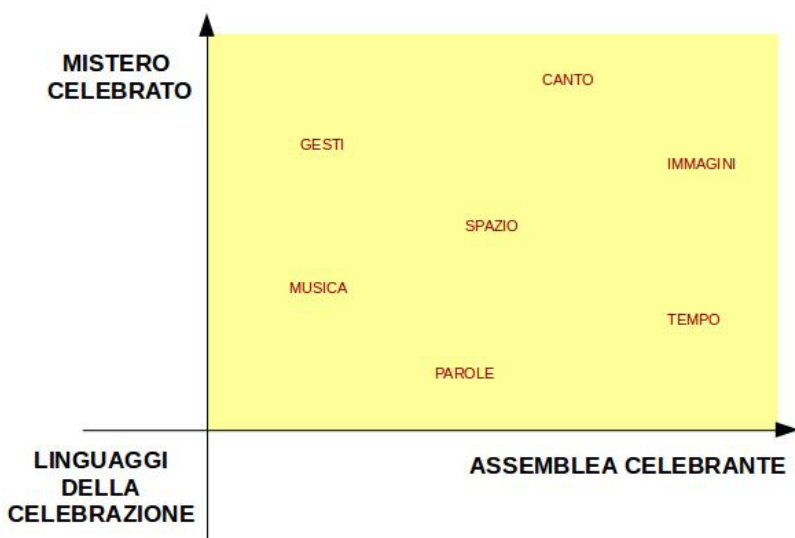 MISTERO
CELEBRATO
CANTO
GESTI
IMMAGINI
SPAZIO
MUSICA
TEMPO
PAROLE
LINGUAGGI
DELLA
CELEBRAZIONE
ASSEMBLEA CELEBRANTE